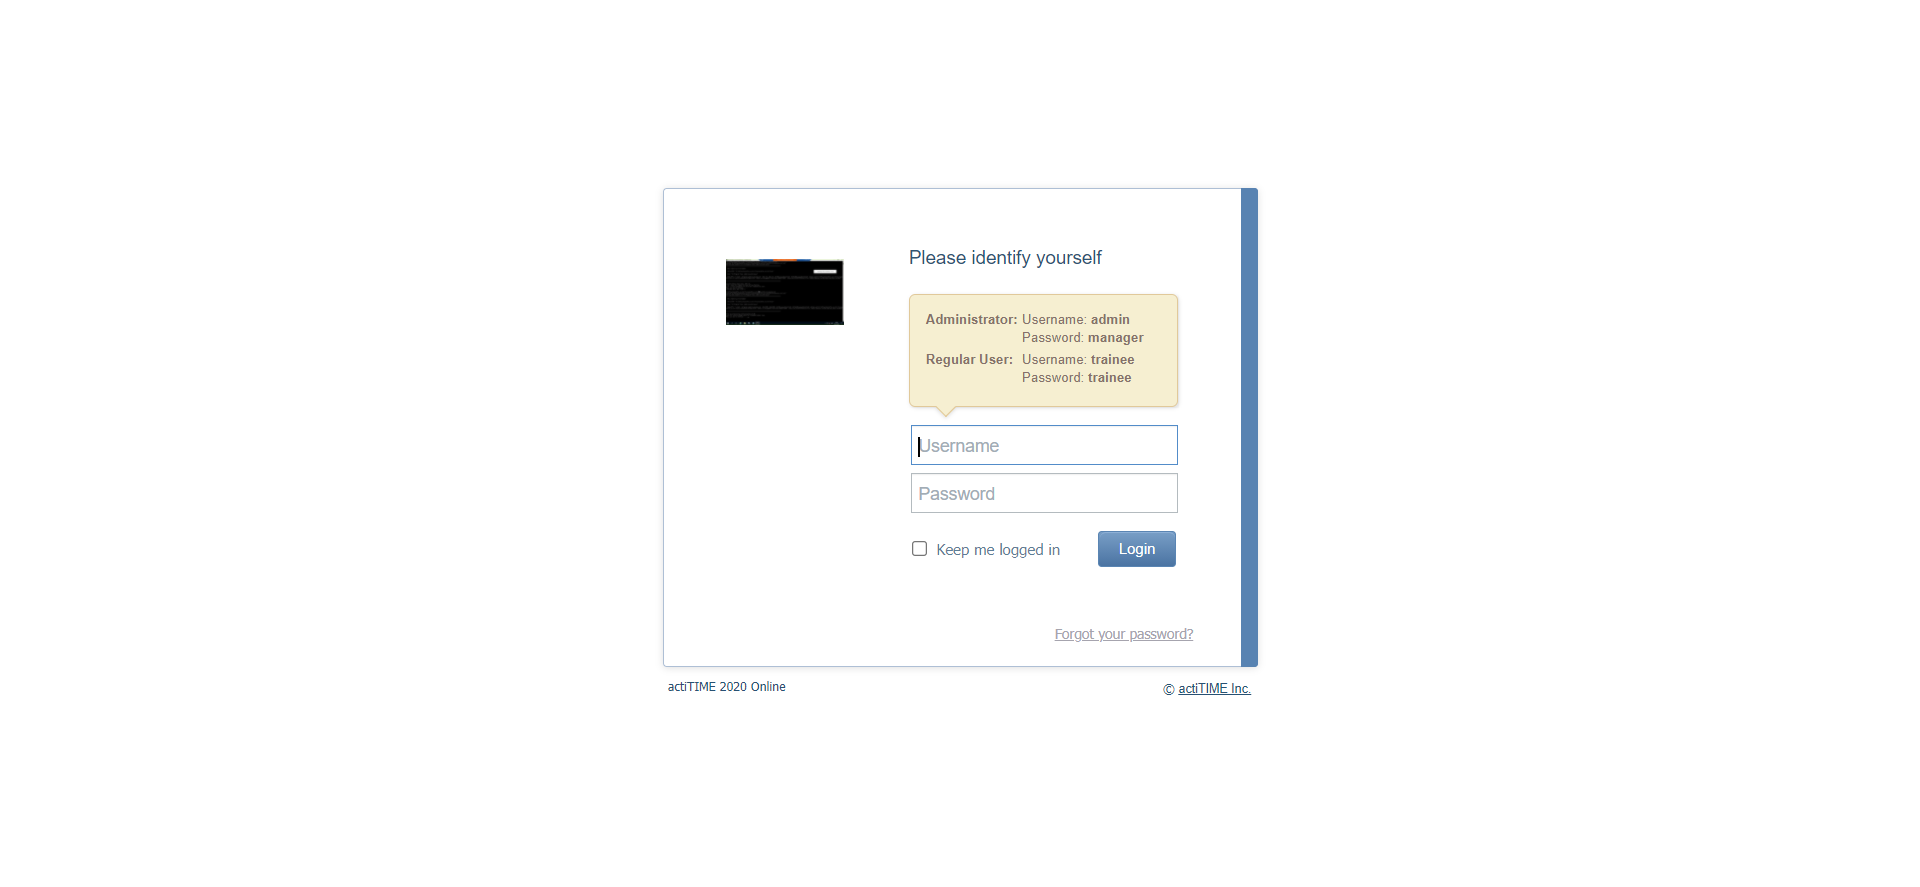 Please identify yourself
Administrator: Username: admin
Password: manager
Regular User: Username: trainee
Password: trainee
Username
Password
Keep me logged in
Login
Forgot your password?
actiTIME 2020 Online
© actiTIME Inc.